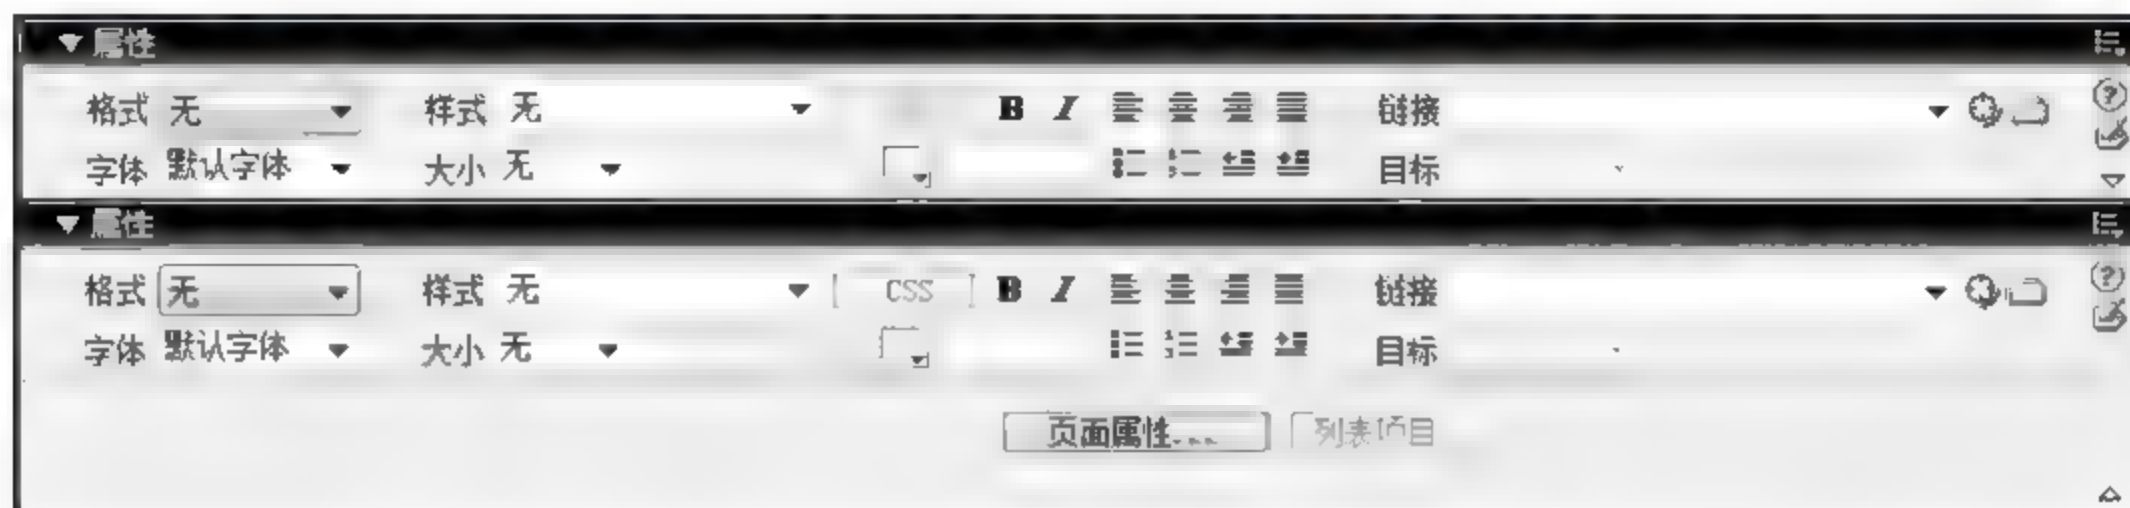 属性
格式 无 样式 无 B I 链接
字体 默认字体 大小 无 目标
属性
格式 无 样式 无 CSS B I 链接
字体 默认字体 大小 无 目标
页面属性... 列表项目